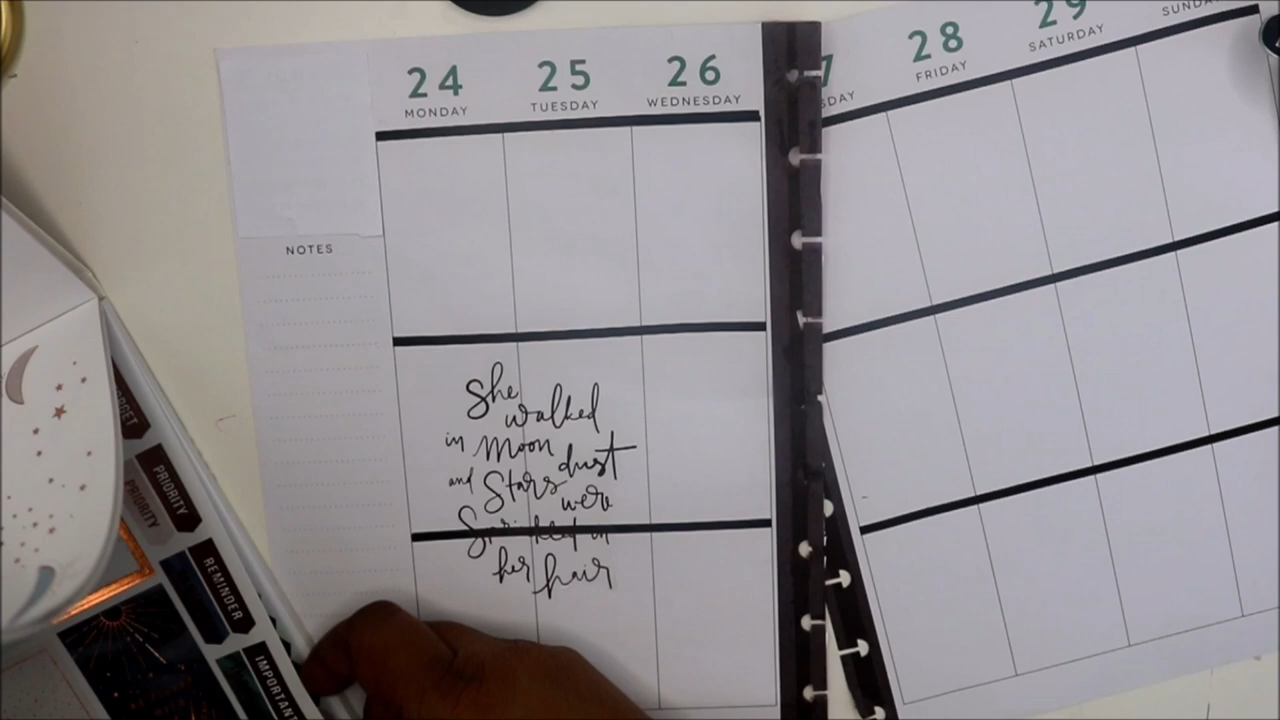 24 25 26 28 29
MONDAY TUESDAY WEDNESDAY FRIDAY SATURDAY
NOTES
She
walked
in Moon
dust
and Stars
were
in
her
hair
PRIORITY
PRIORITY
REMINDER
IMPORTANT